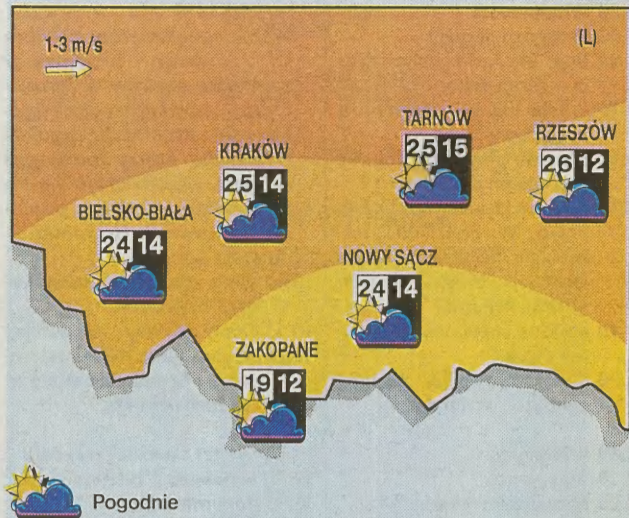 1-3 m/s
(L)
TARNÓW
25 15
RZESZÓW
26 12
KRAKÓW
25 14
BIELSKO-BIAŁA
24 14
NOWY SĄCZ
24 14
ZAKOPANE
19 12
Pogodnie